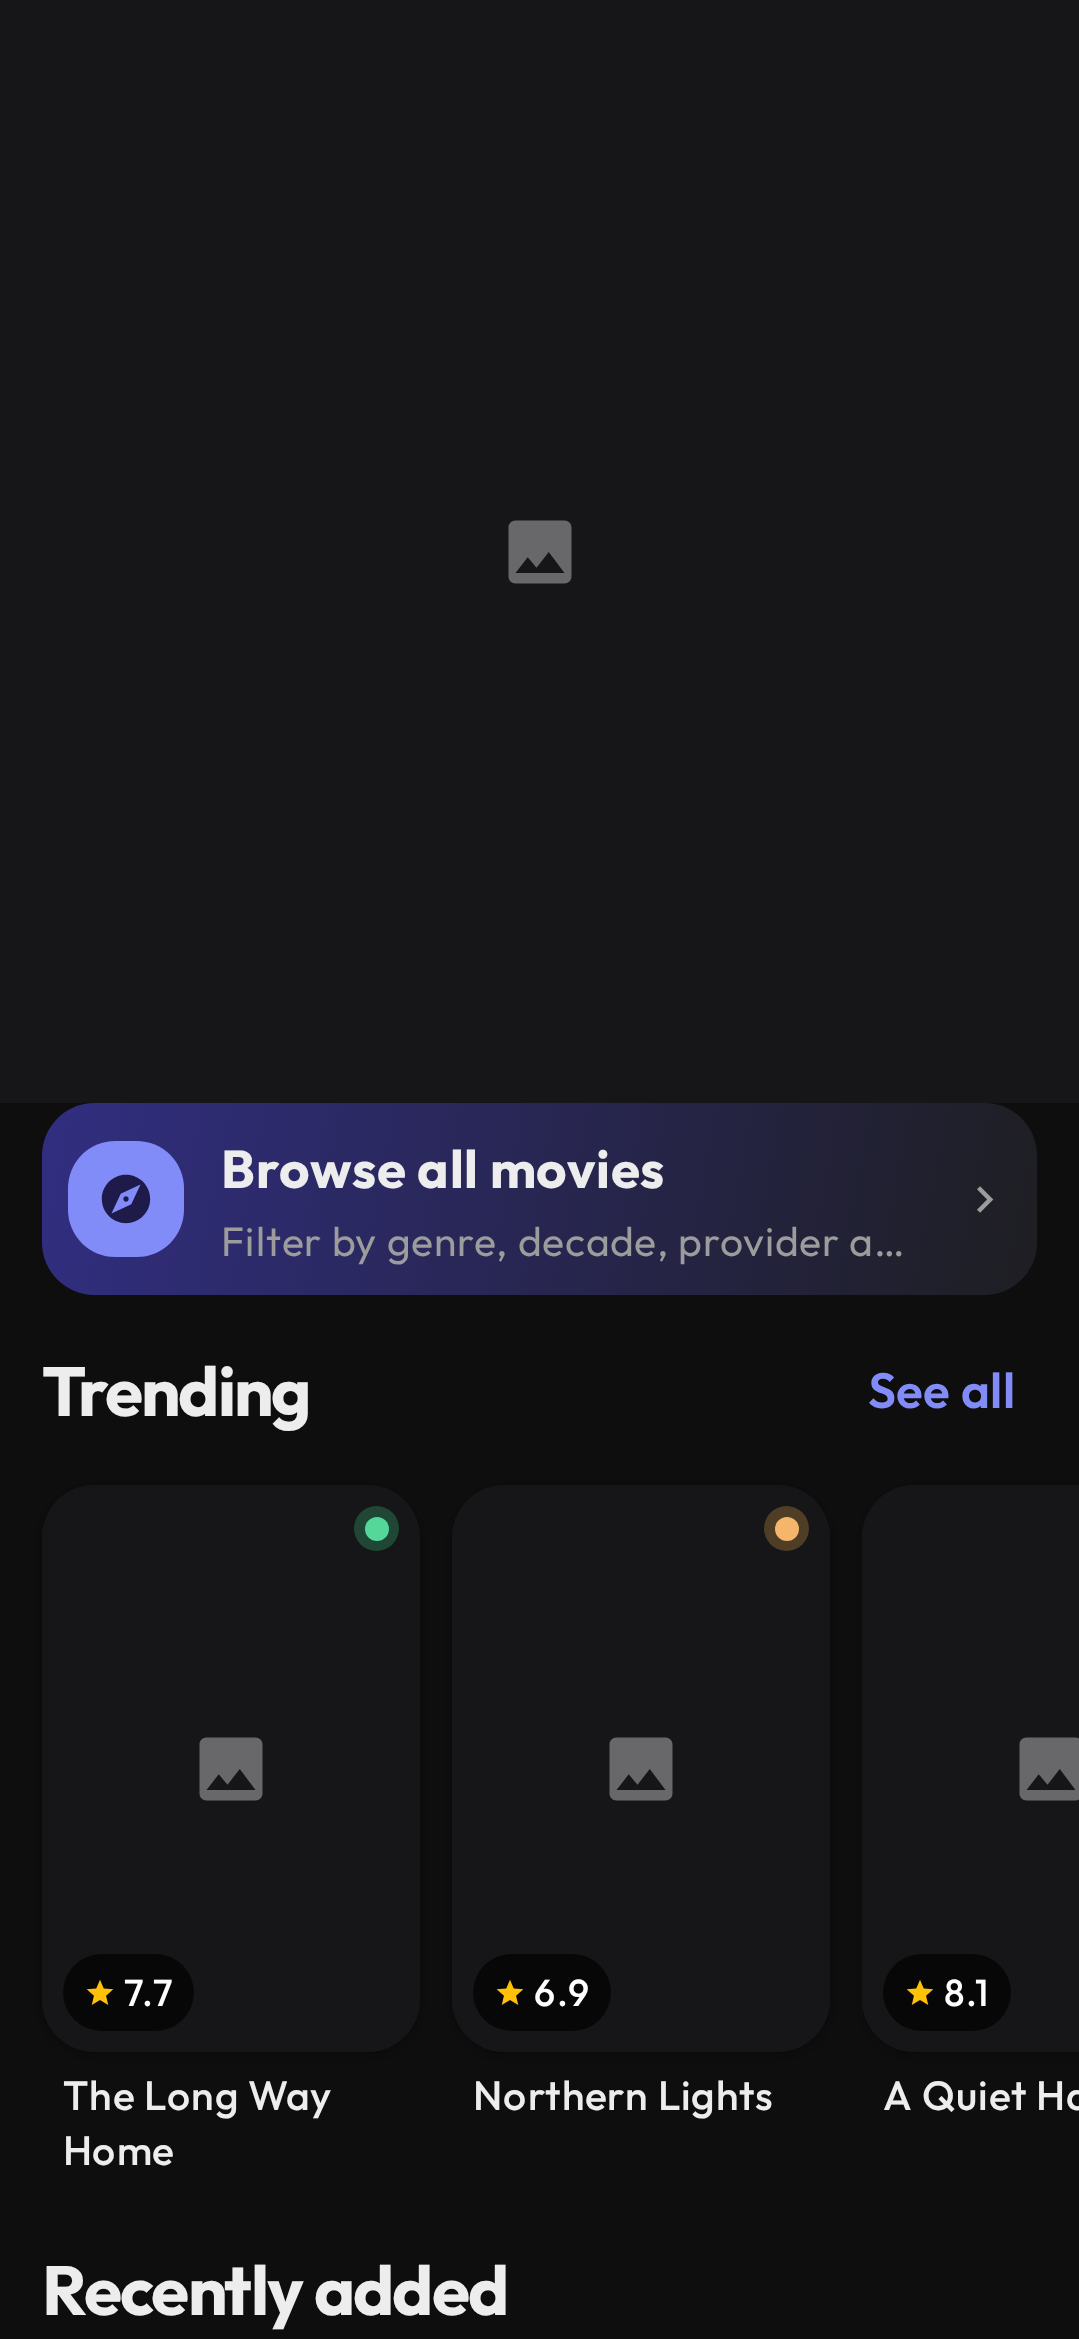 Browse all movies
Filter by genre, decade, provider a...
Trending
See all
7.7
6.9
8.1
The Long Way
Home
Northern Lights
A Quiet
Recently added